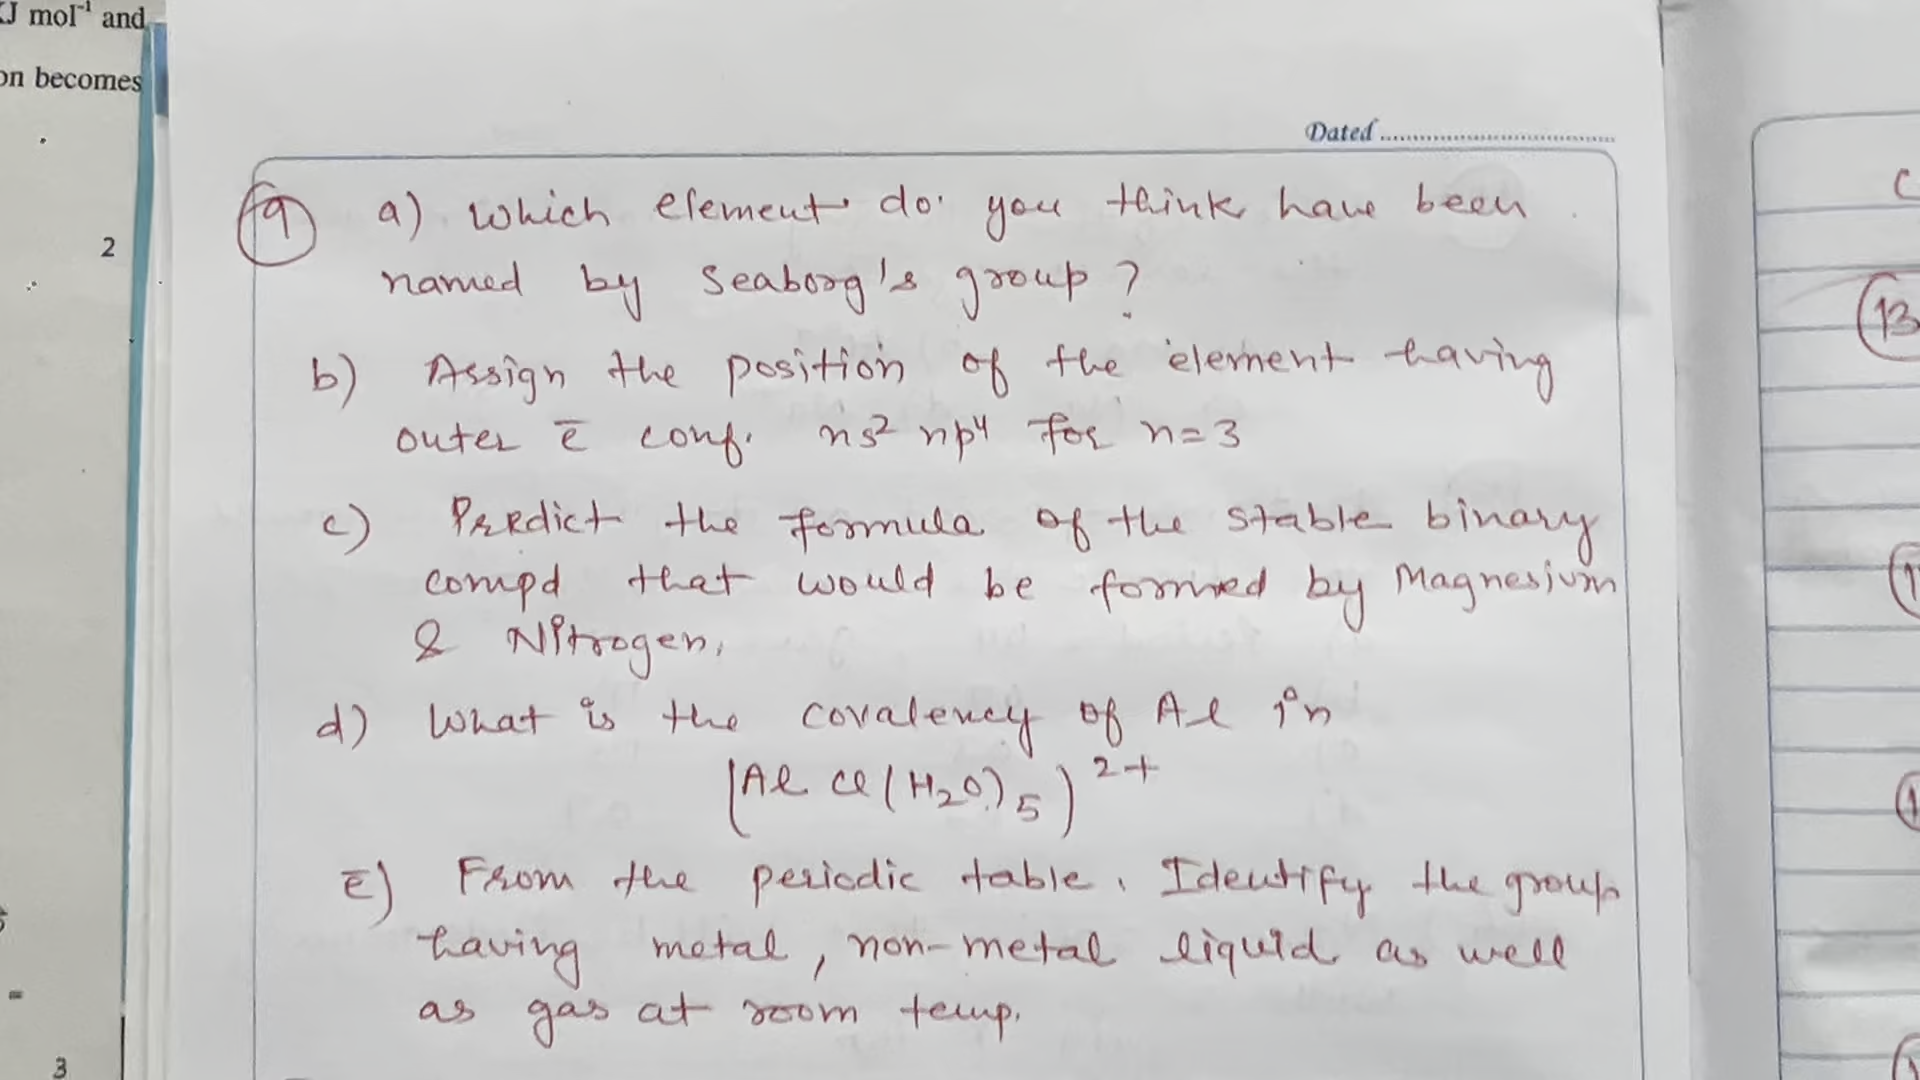 KJ mol⁻¹ and
on becomes
2
3
Dated
9 a) Which element do you think have been
named by Seaborg's group?
b) Assign the position of the element having
outer ē conf. ns² np⁴ for n=3
c) Predict the formula of the stable binary
compd that would be formed by Magnesium
& Nitrogen.
d) What is the covalency of Al in
[Al Cl(H₂O)₅)²⁺
E) From the periodic table, Identify the group
having metal, non-metal liquid as well
as gas at room temp.
13